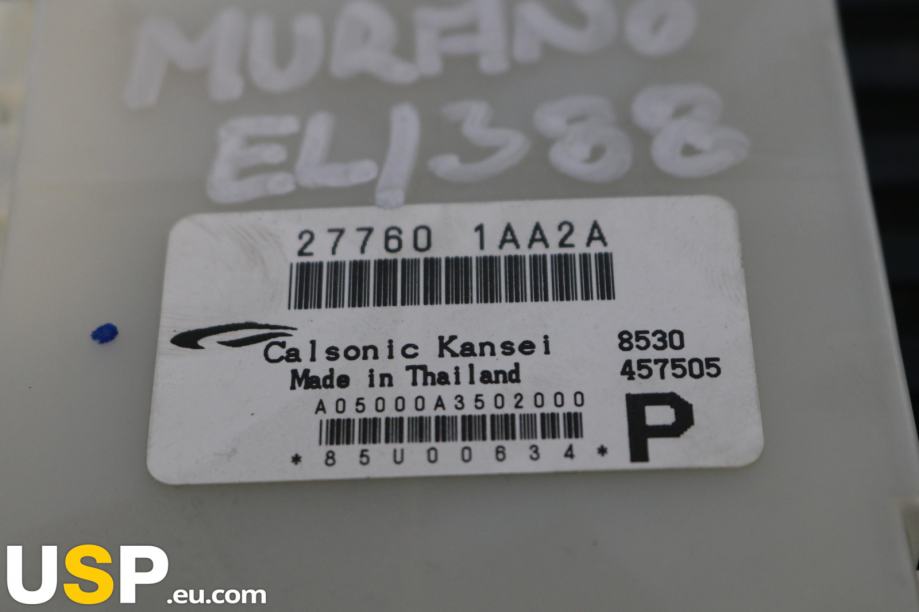 MURANO
EL1388
27760 1AA2A
Calsonic Kansei
Made in Thailand
8530
457505
A05000A3502000
P
*85U00634*
USP.eu.com